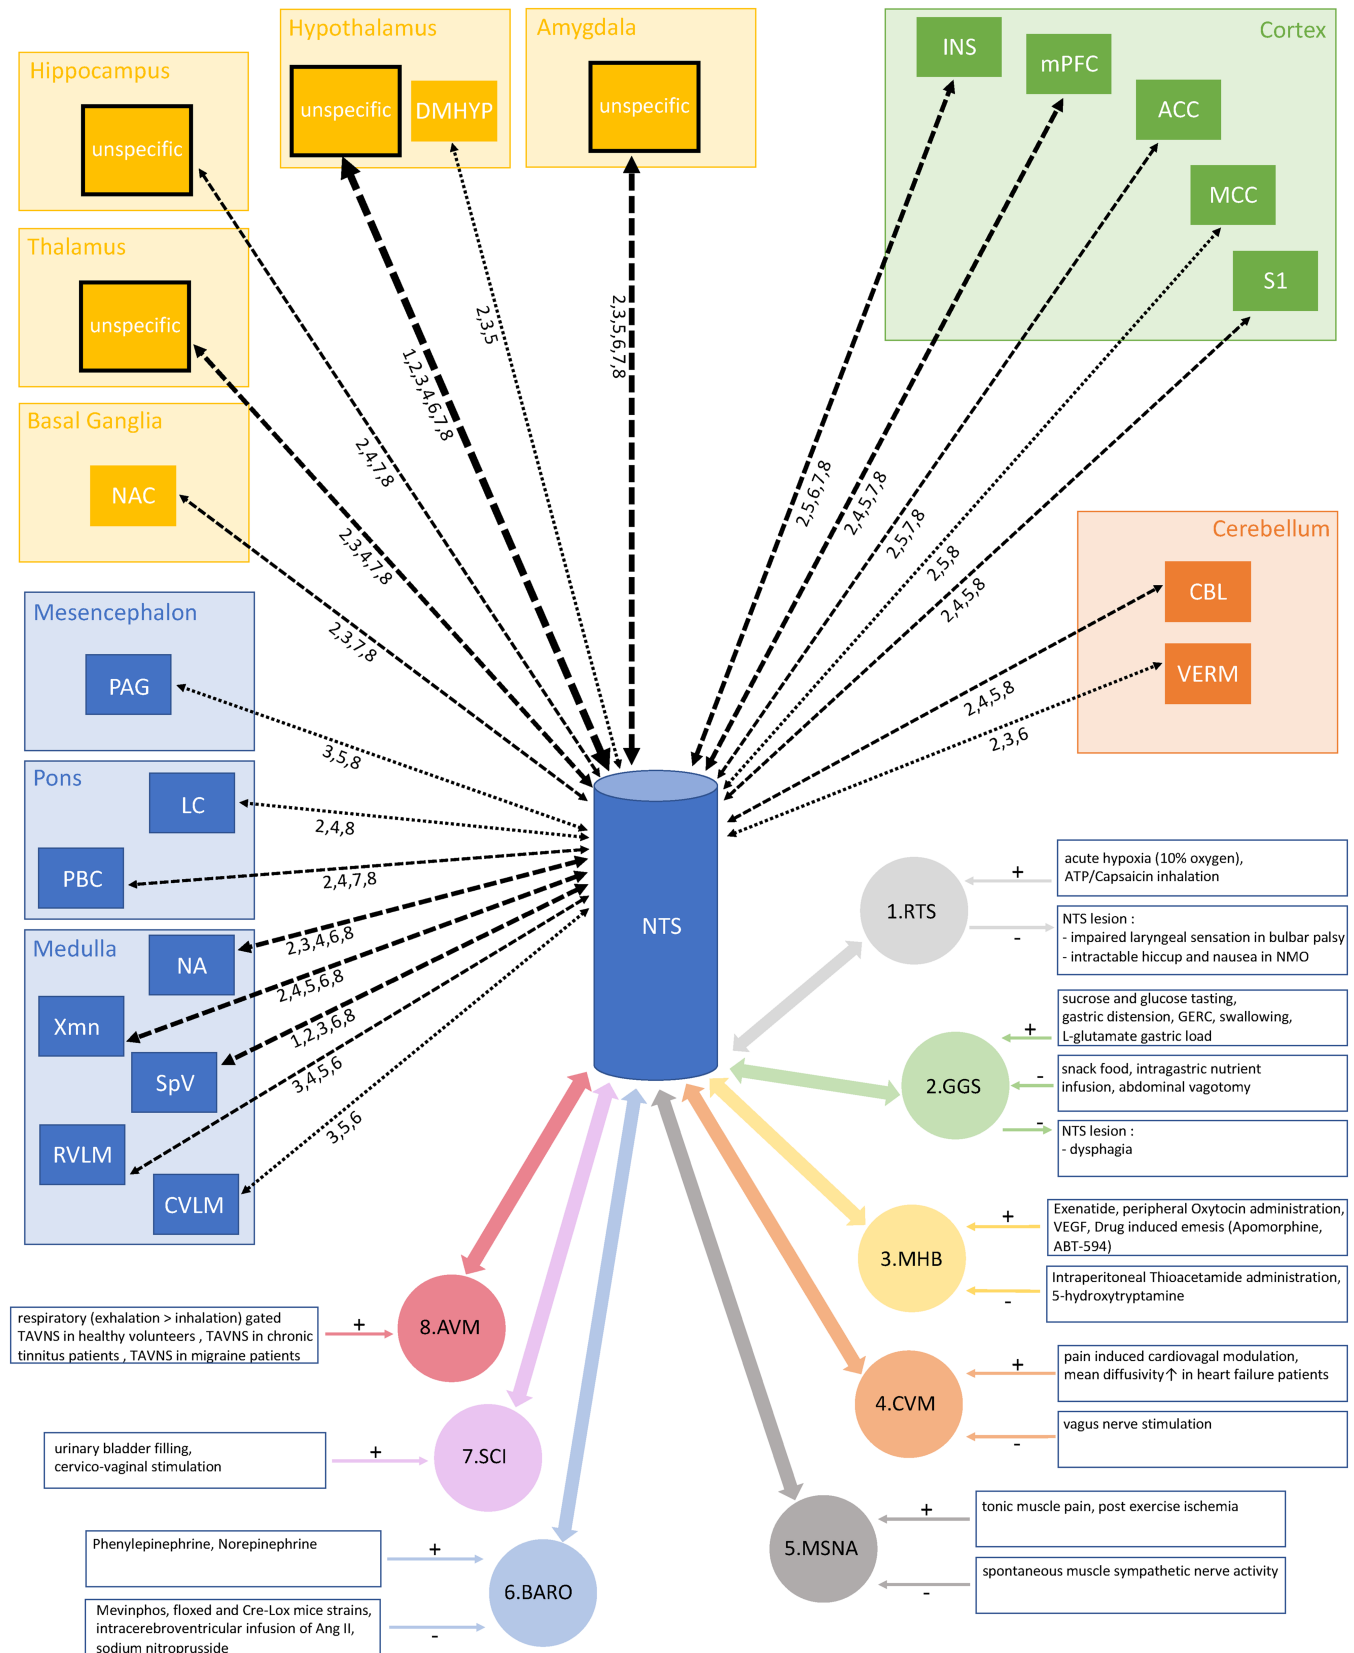 Hippocampus
unspecific
Hypothalamus
unspecific
DMHYP
Amygdala
unspecific
Cortex
INS
mPFC
ACC
MCC
S1
Thalamus
unspecific
Basal Ganglia
NAC
Mesencephalon
PAG
Pons
LC
PBC
Medulla
NA
Xmn
SpV
RVLM
CVLM
Cerebellum
CBL
VERM
2,4,7,8
1,2,3,4,6,7,8
2,3,5
2,3,5,6,7,8
2,5,6,7,8
2,4,5,7,8
2,5,7,8
2,5,8
2,4,5,8
2,3,4,7,8
2,3,7,8
3,5,8
2,4,8
2,4,7,8
2,3,4,6,8
2,4,5,6,8
1,2,3,6,8
3,4,5,6
3,5,6
2,4,5,8
2,3,6
NTS
1.RTS
+
acute hypoxia (10% oxygen),
ATP/Capsaicin inhalation
-
NTS lesion :
- impaired laryngeal sensation in bulbar palsy
- intractable hiccup and nausea in NMO
2.GGS
+
sucrose and glucose tasting,
gastric distension, GERC, swallowing,
L-glutamate gastric load
-
snack food, intragastric nutrient
infusion, abdominal vagotomy
-
NTS lesion :
- dysphagia
3.MHB
+
Exenatide, peripheral Oxytocin administration,
VEGF, Drug induced emesis (Apomorphine,
ABT-594)
-
Intraperitoneal Thioacetamide administration,
5-hydroxytryptamine
4.CVM
+
pain induced cardiovagal modulation,
mean diffusivity↑ in heart failure patients
-
vagus nerve stimulation
5.MSNA
+
tonic muscle pain, post exercise ischemia
-
spontaneous muscle sympathetic nerve activity
8.AVM
+
respiratory (exhalation > inhalation) gated
TAVNS in healthy volunteers , TAVNS in chronic
tinnitus patients , TAVNS in migraine patients
7.SCI
+
urinary bladder filling,
cervico-vaginal stimulation
6.BARO
+
Phenylepinephrine, Norepinephrine
-
Mevinphos, floxed and Cre-Lox mice strains,
intracerebroventricular infusion of Ang II,
sodium nitroprusside